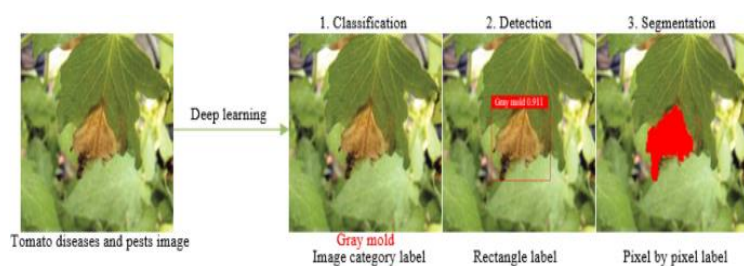 1. Classification
2. Detection
3. Segmentation
Gray mold 0.911
Deep learning
Tomato diseases and pests image
Gray mold
Image category label
Rectangle label
Pixel by pixel label